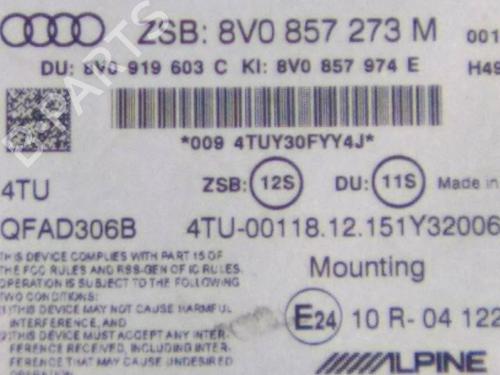 ZSB: 8V0 857 273 M 001
DU: 8V0 919 603 C KI: 8V0 857 974 E H49
*009 4TUY30FYY4J*
4TU ZSB: 12S DU: 11S Made in
QFAD306B 4TU-00118.12.151Y32006
THIS DEVICE COMPLIES WITH PART 15 OF
THE FCC RULES AND RSS-GEN OF IC RULES.
OPERATION IS SUBJECT TO THE FOLLOWING
TWO CONDITIONS:
(1) THIS DEVICE MAY NOT CAUSE HARMFUL
INTERFERENCE, AND
(2) THIS DEVICE MUST ACCEPT ANY INTER-
FERENCE RECEIVED, INCLUDING INTER-
FERENCE THAT MAY CAUSE UNDESIRED
OPERATION
Mounting
E24 10 R-04 122
ALPINE
B-PARTS